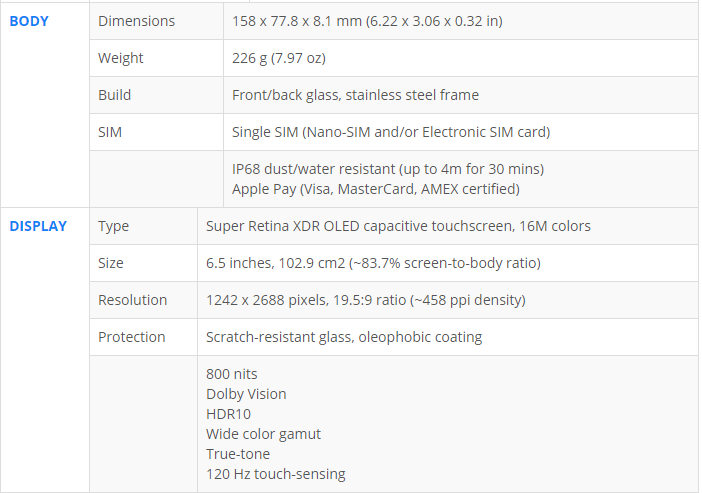 BODY
Dimensions
158 x 77.8 x 8.1 mm (6.22 x 3.06 x 0.32 in)
Weight
226 g (7.97 oz)
Build
Front/back glass, stainless steel frame
SIM
Single SIM (Nano-SIM and/or Electronic SIM card)
IP68 dust/water resistant (up to 4m for 30 mins)
Apple Pay (Visa, MasterCard, AMEX certified)
DISPLAY
Type
Super Retina XDR OLED capacitive touchscreen, 16M colors
Size
6.5 inches, 102.9 cm2 (~83.7% screen-to-body ratio)
Resolution
1242 x 2688 pixels, 19.5:9 ratio (~458 ppi density)
Protection
Scratch-resistant glass, oleophobic coating
800 nits
Dolby Vision
HDR10
Wide color gamut
True-tone
120 Hz touch-sensing